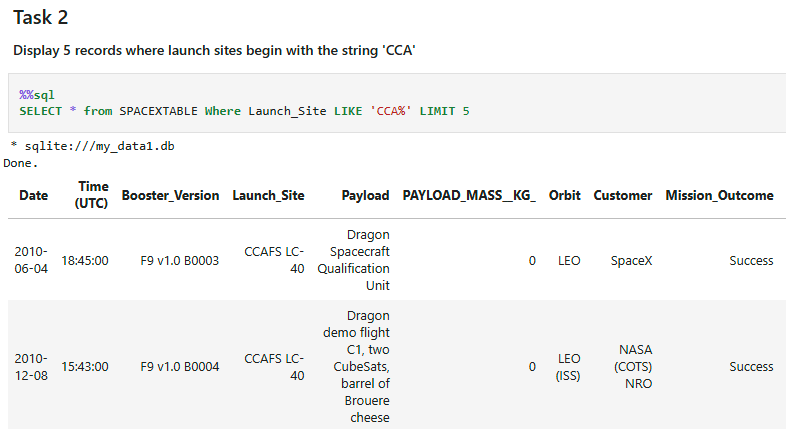 Task 2
Display 5 records where launch sites begin with the string 'CCA'
%%sql
SELECT * from SPACEXTABLE Where Launch_Site LIKE 'CCA%' LIMIT 5
* sqlite:///my_data1.db
Done.
Date Time (UTC) Booster_Version Launch_Site Payload PAYLOAD_MASS__KG_ Orbit Customer Mission_Outcome
2010-06-04 18:45:00 F9 v1.0 B0003 CCAFS LC-40 Dragon Spacecraft Qualification Unit 0 LEO SpaceX Success
2010-12-08 15:43:00 F9 v1.0 B0004 CCAFS LC-40 Dragon demo flight C1, two CubeSats, barrel of Brouere cheese 0 LEO (ISS) NASA (COTS) NRO Success